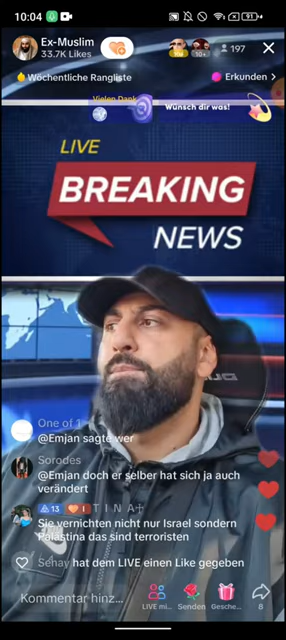 10:04
91
Ex-Muslim
33.7K Likes
197
Wöchentliche Rangliste
Erkunden >
Vielen Dank
Wünsch dir was!
LIVE
BREAKING
NEWS
One of 1
@Emjan sagte wer
Sorodes
@Emjan doch er selber hat sich ja auch
verändert
13 I T I N A
Sie vernichten nicht nur Israel sondern
Palästina das sind terroristen
Sehay hat dem LIVE einen Like gegeben
Kommentar hinz...
LIVE mi...
Senden
Gesche...
8